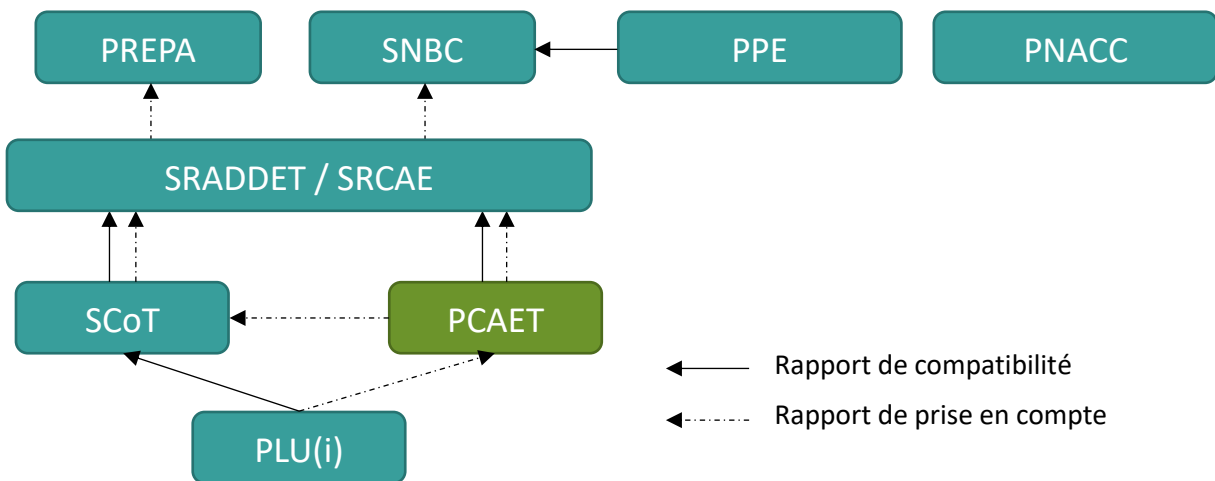 PREPA
SNBC
PPE
PNACC
SRADDET / SRCAE
SCoT
PCAET
Rapport de compatibilité
Rapport de prise en compte
PLU(i)